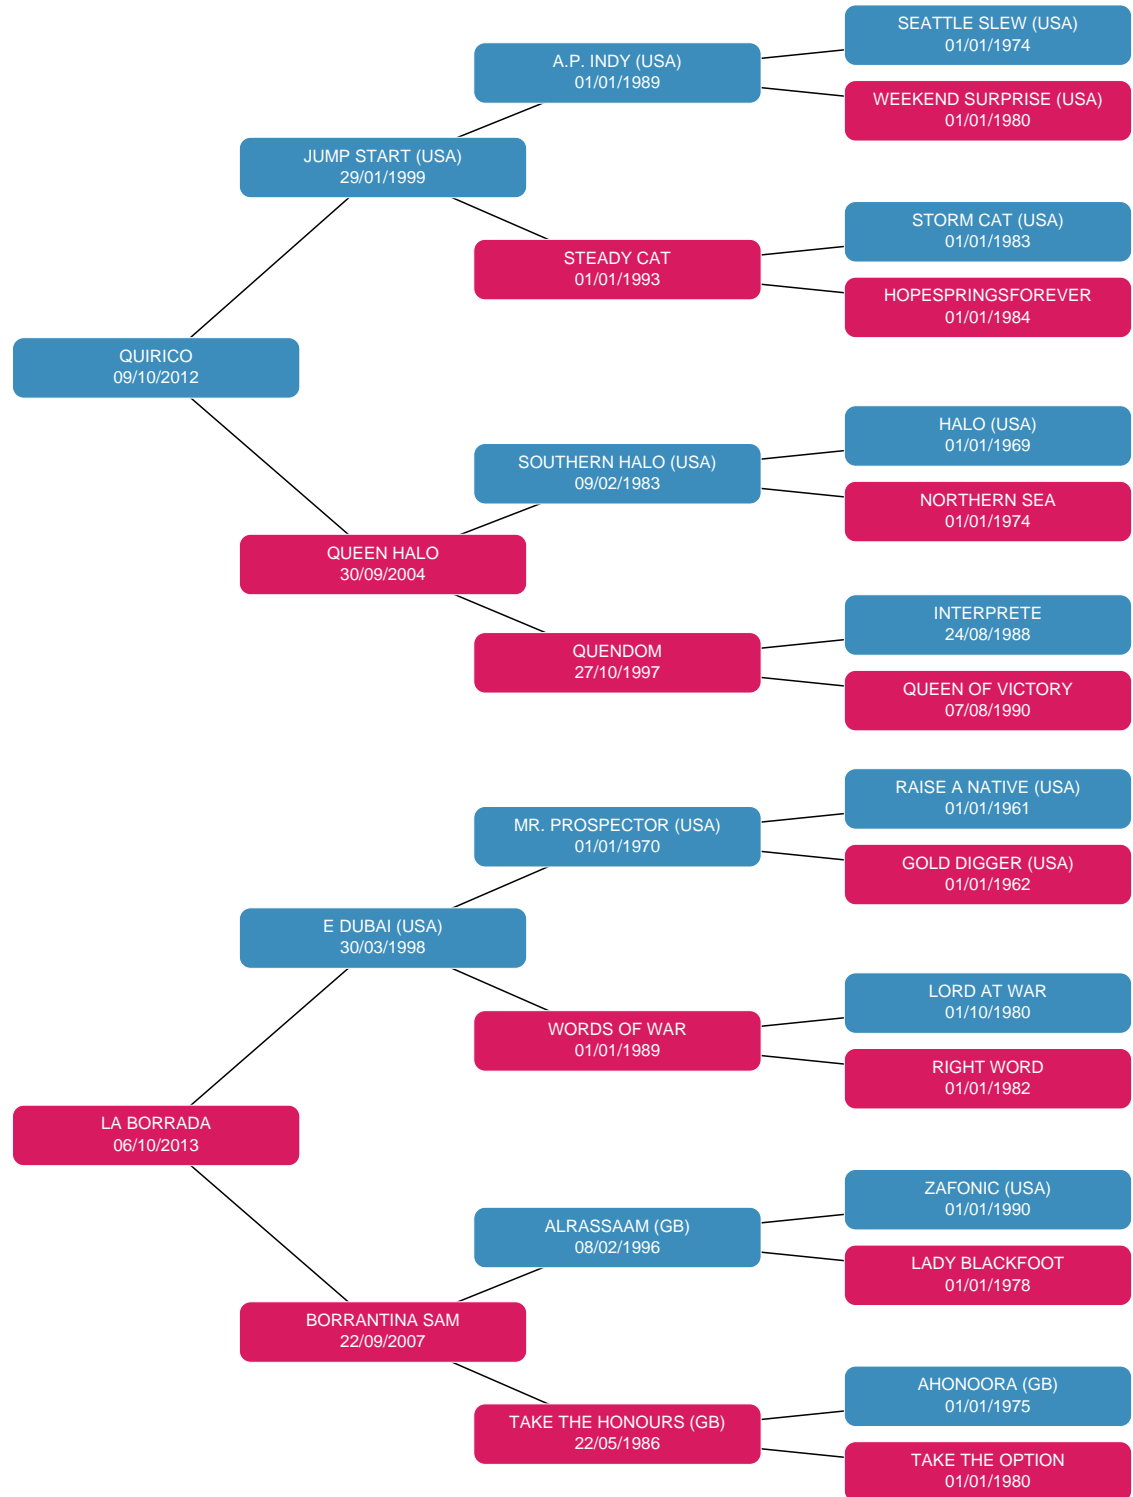 SEATTLE SLEW (USA)
01/01/1974
A.P. INDY (USA)
01/01/1989
WEEKEND SURPRISE (USA)
01/01/1980
JUMP START (USA)
29/01/1999
STORM CAT (USA)
01/01/1983
STEADY CAT
01/01/1993
HOPESPRINGSFOREVER
01/01/1984
QUIRICO
09/10/2012
HALO (USA)
01/01/1969
SOUTHERN HALO (USA)
09/02/1983
NORTHERN SEA
01/01/1974
QUEEN HALO
30/09/2004
INTERPRETE
24/08/1988
QUENDOM
27/10/1997
QUEEN OF VICTORY
07/08/1990
RAISE A NATIVE (USA)
01/01/1961
MR. PROSPECTOR (USA)
01/01/1970
GOLD DIGGER (USA)
01/01/1962
E DUBAI (USA)
30/03/1998
LORD AT WAR
01/10/1980
WORDS OF WAR
01/01/1989
RIGHT WORD
01/01/1982
LA BORRADA
06/10/2013
ZAFONIC (USA)
01/01/1990
ALRASSAAM (GB)
08/02/1996
LADY BLACKFOOT
01/01/1978
BORRANTINA SAM
22/09/2007
AHONOORA (GB)
01/01/1975
TAKE THE HONOURS (GB)
22/05/1986
TAKE THE OPTION
01/01/1980